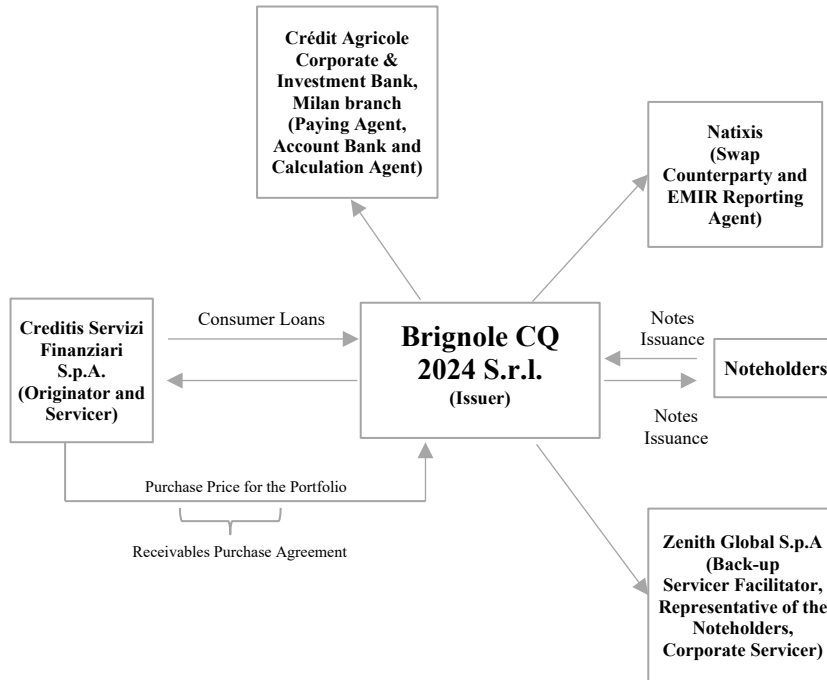 Crédit Agricole
Corporate &
Investment Bank,
Milan branch
(Paying Agent,
Account Bank and
Calculation Agent)
Natixis
(Swap
Counterparty and
EMIR Reporting
Agent)
Creditis Servizi
Finanziari
S.p.A.
(Originator and
Servicer)
Consumer Loans
Brignole CQ
2024 S.r.l.
(Issuer)
Notes
Issuance
Noteholders
Notes
Issuance
Purchase Price for the Portfolio
Receivables Purchase Agreement
Zenith Global S.p.A
(Back-up
Servicer Facilitator,
Representative of the
Noteholders,
Corporate Servicer)